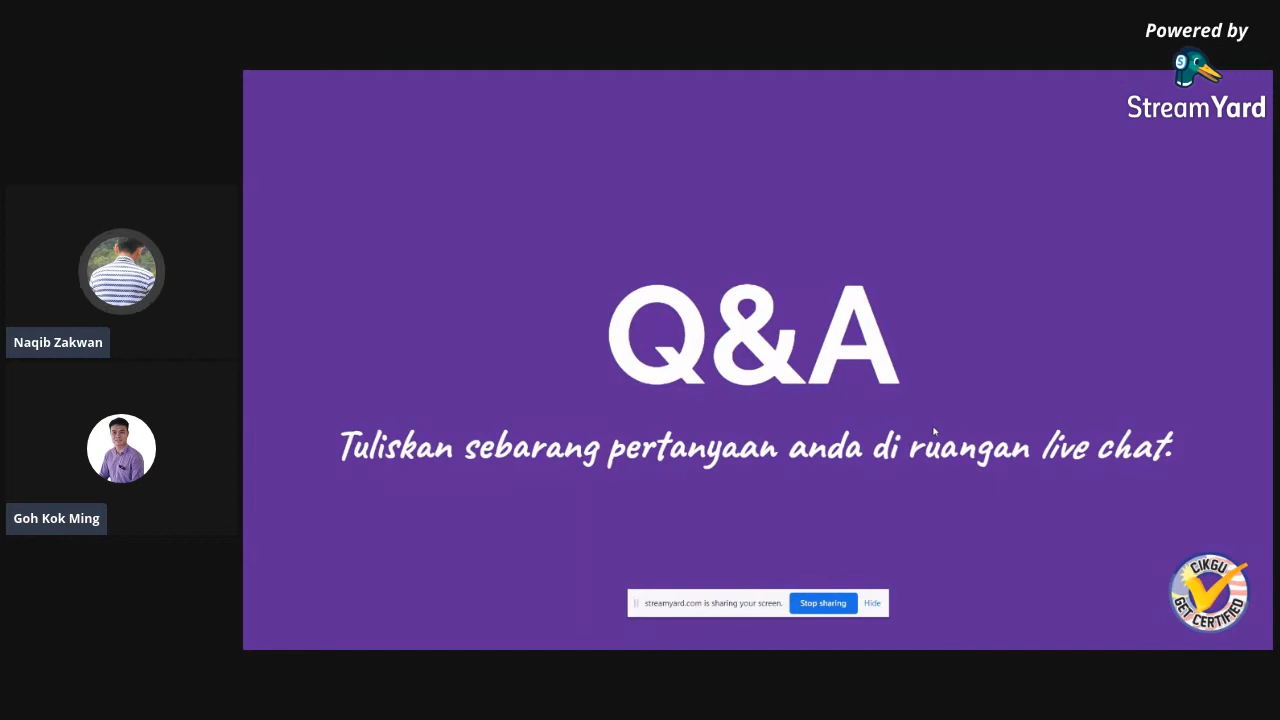 Powered by
StreamYard
Naqib Zakwan
Goh Kok Ming
Q&A
Tuliskan sebarang pertanyaan anda di ruangan live chat.
streamyard.com is sharing your screen. Stop sharing Hide
CIKGU
GET CERTIFIED